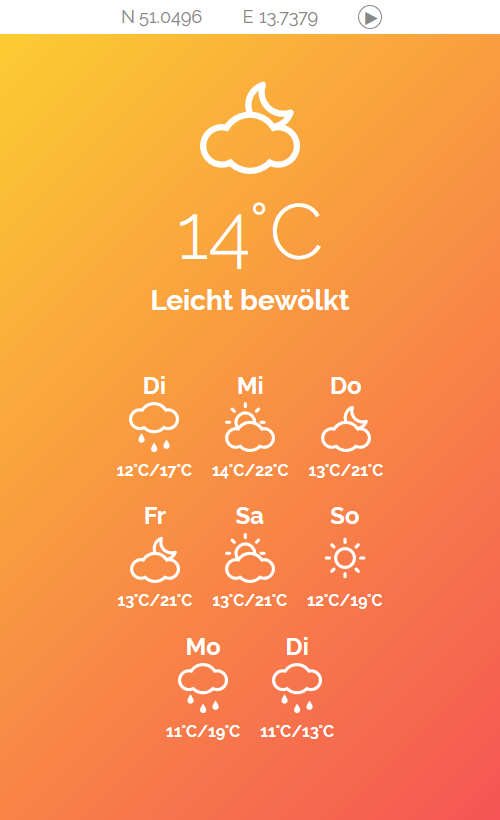 N 51.0496 E 13.7379
14°C
Leicht bewölkt
Di Mi Do
12°C/17°C 14°C/22°C 13°C/21°C
Fr Sa So
13°C/21°C 13°C/21°C 12°C/19°C
Mo Di
11°C/19°C 11°C/13°C